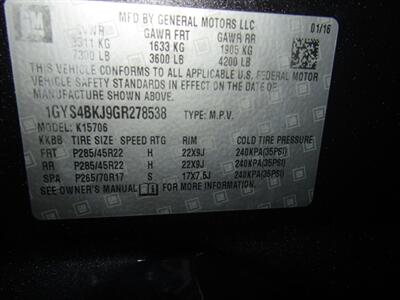 GM MFD BY GENERAL MOTORS LLC 01/16
GVWR GAWR FRT GAWR RR
3311 KG 1633 KG 1905 KG
7300 LB 3600 LB 4200 LB
THIS VEHICLE CONFORMS TO ALL APPLICABLE U.S. FEDERAL MOTOR
VEHICLE SAFETY STANDARDS IN EFFECT ON THE DATE OF
MANUFACTURE SHOWN ABOVE.
1GYS4BKJ9GR278538 TYPE: M.P.V.
MODEL: K15706
KKBB TIRE SIZE SPEED RTG RIM COLD TIRE PRESSURE
FRT P285/45R22 H 22X9J 240KPA(35PSI)
RR P285/45R22 H 22X9J 240KPA(35PSI)
SPA P265/70R17 S 17X7.5J 240KPA(35PSI)
SEE OWNER'S MANUAL FOR MORE INFORMATION.